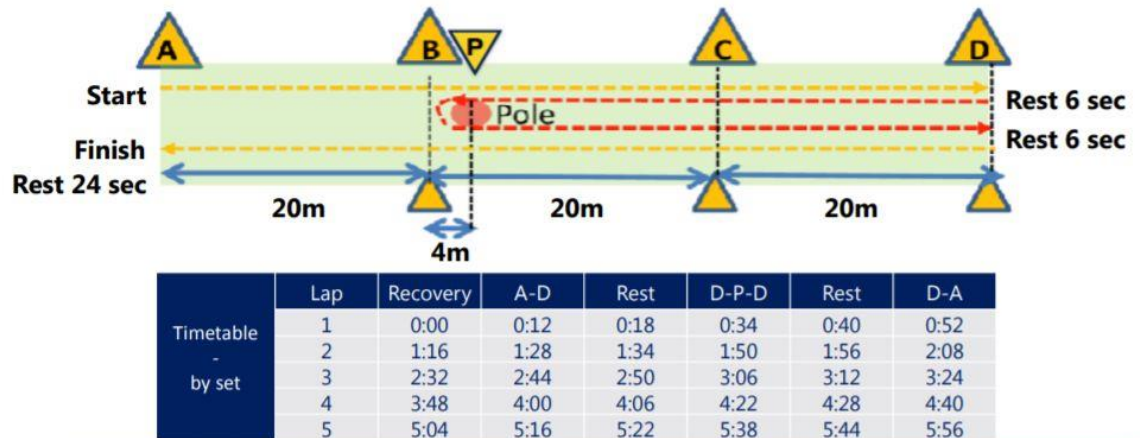 A B P C D
Start
Rest 6 sec
Pole
Rest 6 sec
Finish
Rest 24 sec
20m 20m 20m
4m
Timetable
-
by set
Lap Recovery A-D Rest D-P-D Rest D-A
1 0:00 0:12 0:18 0:34 0:40 0:52
2 1:16 1:28 1:34 1:50 1:56 2:08
3 2:32 2:44 2:50 3:06 3:12 3:24
4 3:48 4:00 4:06 4:22 4:28 4:40
5 5:04 5:16 5:22 5:38 5:44 5:56